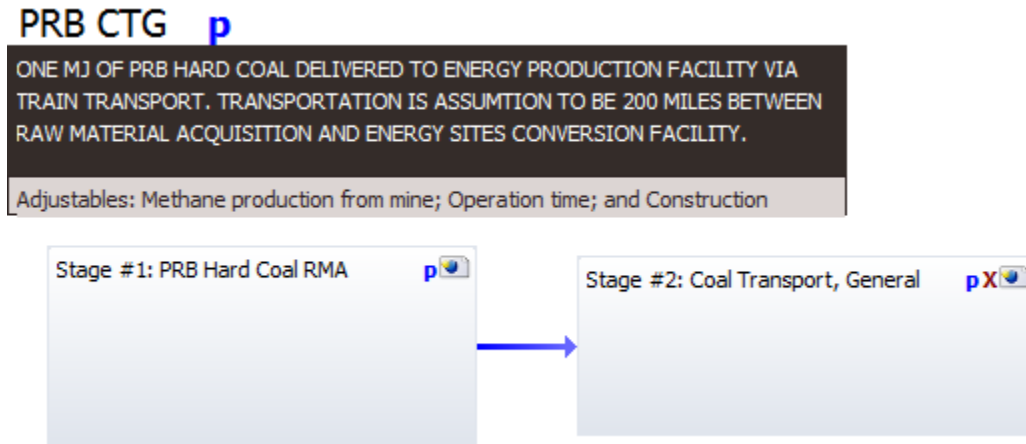 PRB CTG p
ONE MJ OF PRB HARD COAL DELIVERED TO ENERGY PRODUCTION FACILITY VIA
TRAIN TRANSPORT. TRANSPORTATION IS ASSUMTION TO BE 200 MILES BETWEEN
RAW MATERIAL ACQUISITION AND ENERGY SITES CONVERSION FACILITY.
Adjustables: Methane production from mine; Operation time; and Construction
Stage #1: PRB Hard Coal RMA p
Stage #2: Coal Transport, General p X